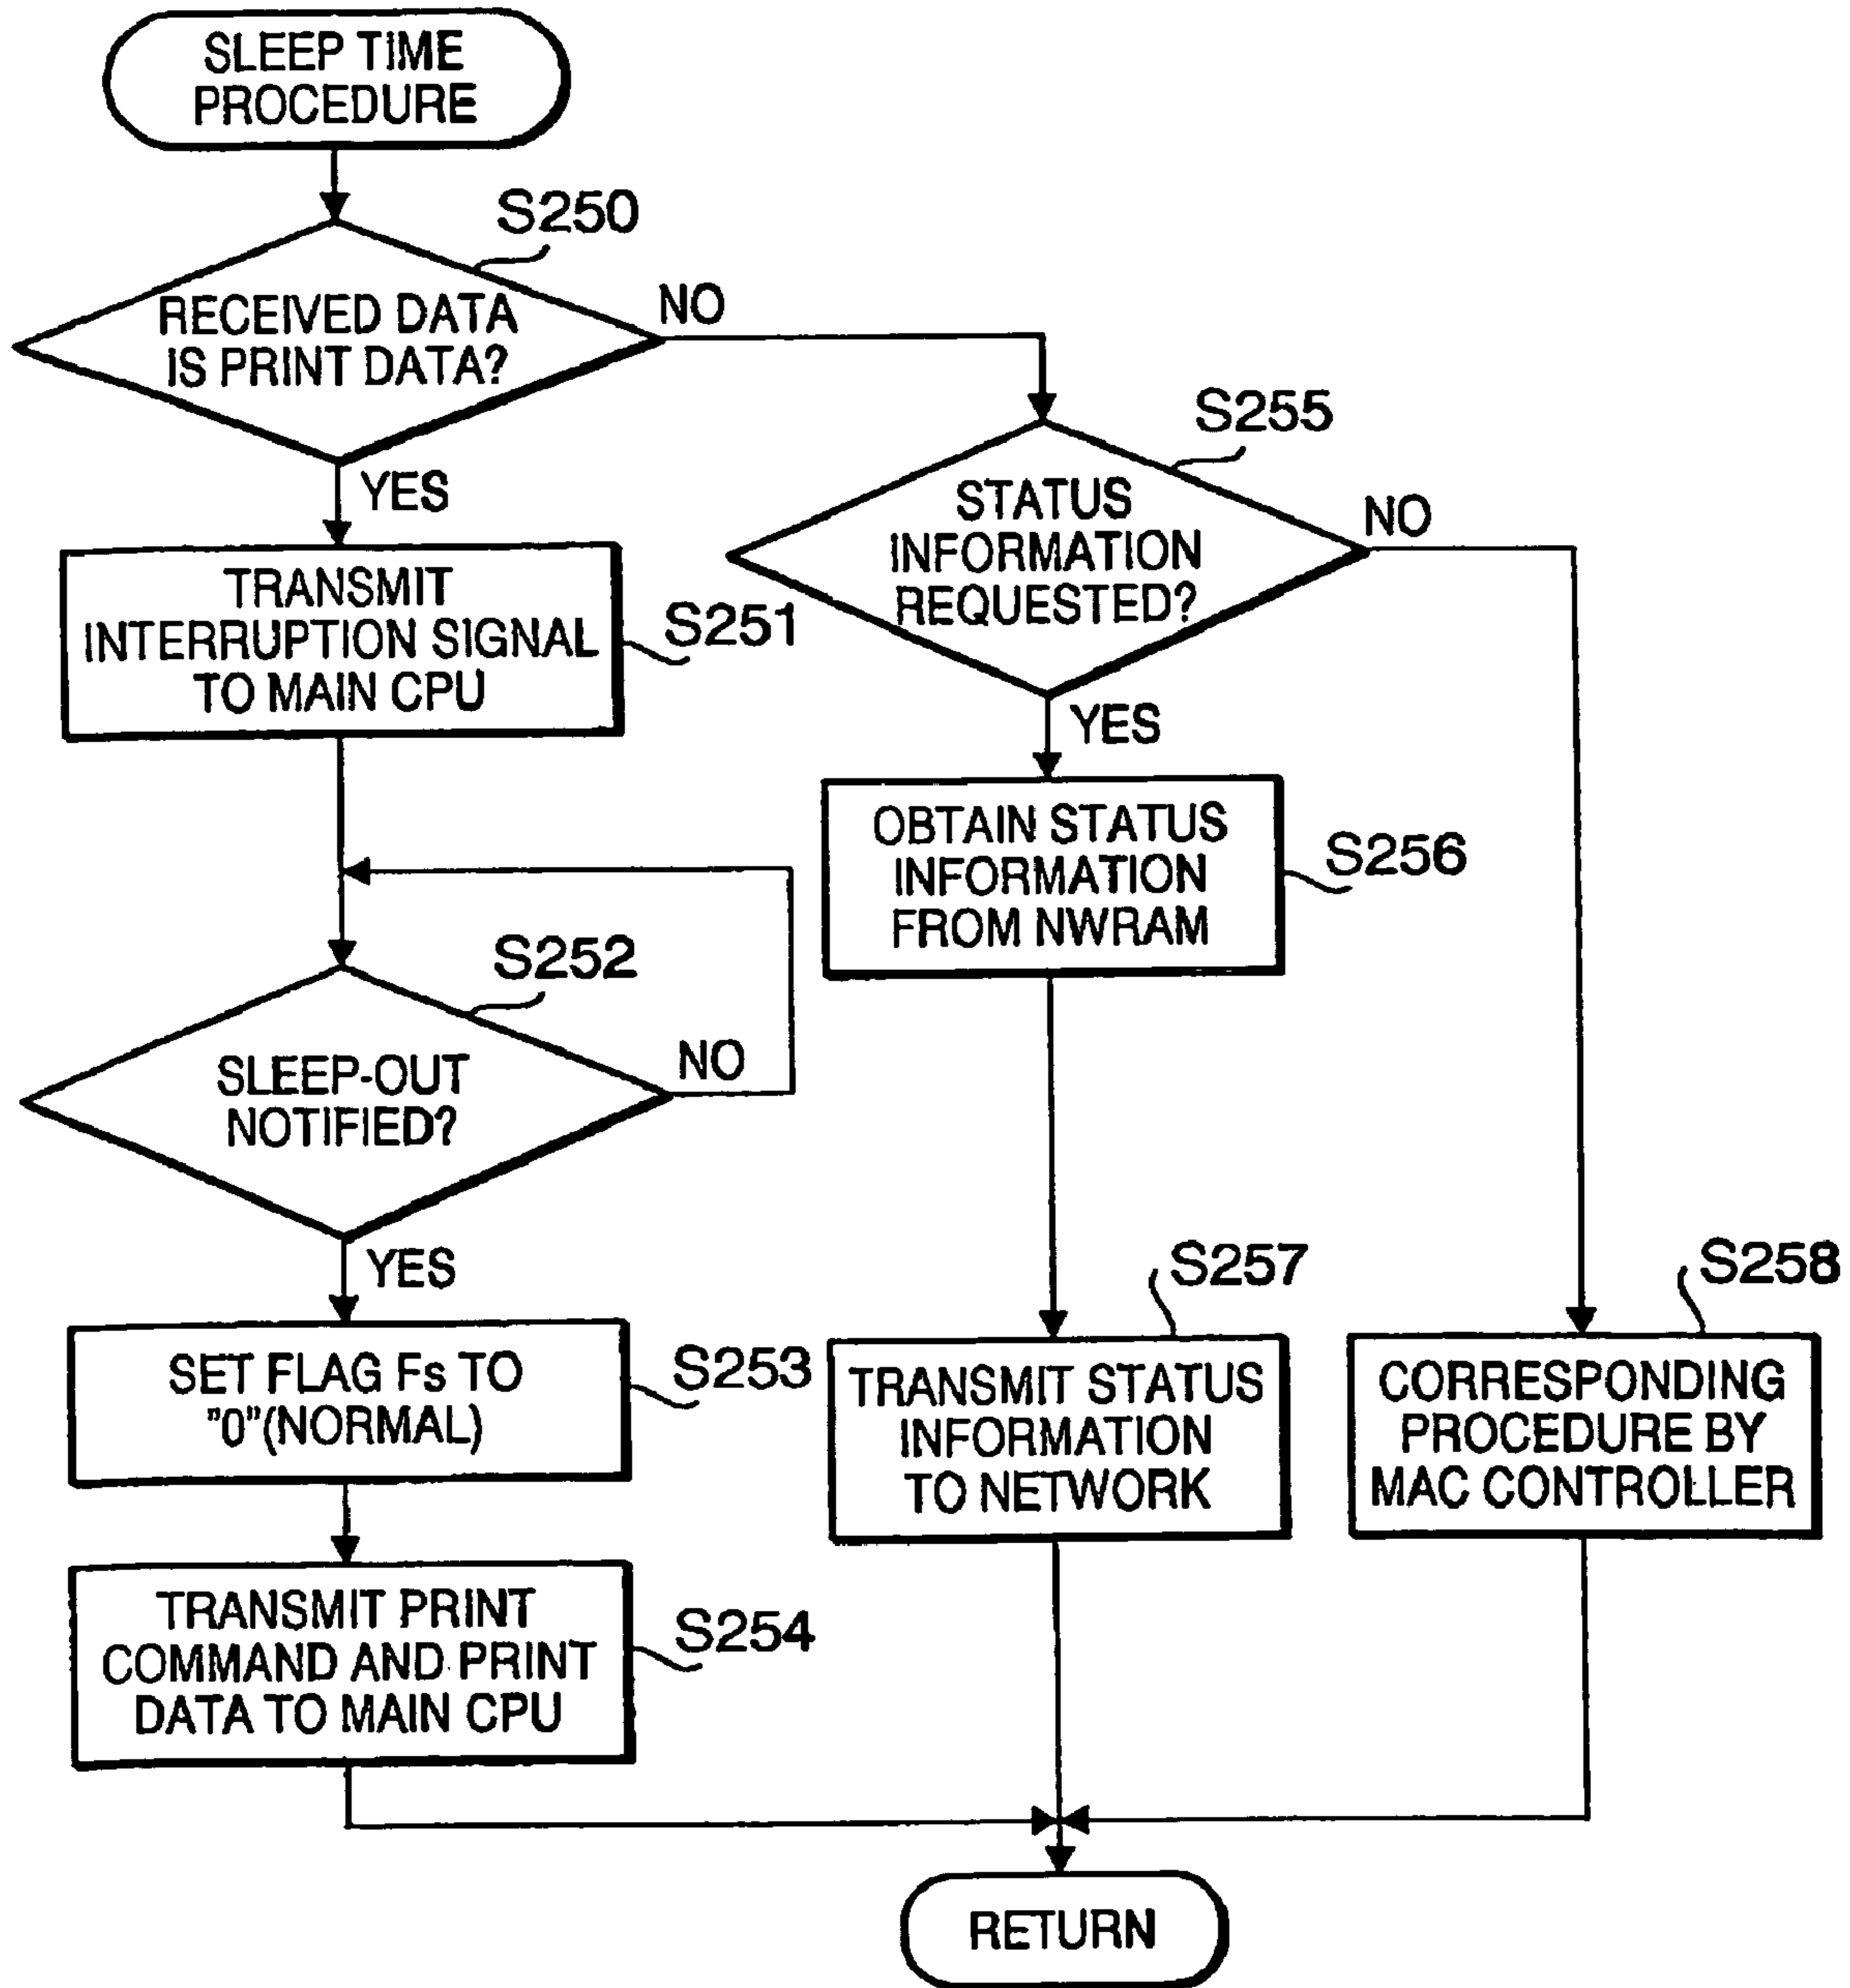 SLEEP TIME
PROCEDURE
S250
RECEIVED DATA
IS PRINT DATA?
NO
YES
S255
STATUS
INFORMATION
REQUESTED?
NO
YES
TRANSMIT
INTERRUPTION SIGNAL
TO MAIN CPU
S251
OBTAIN STATUS
INFORMATION
FROM NWRAM
S256
S252
SLEEP-OUT
NOTIFIED?
NO
YES
SET FLAG Fs TO
"0"(NORMAL)
S253
S257
TRANSMIT STATUS
INFORMATION
TO NETWORK
S258
CORRESPONDING
PROCEDURE BY
MAC CONTROLLER
TRANSMIT PRINT
COMMAND AND PRINT
DATA TO MAIN CPU
S254
RETURN